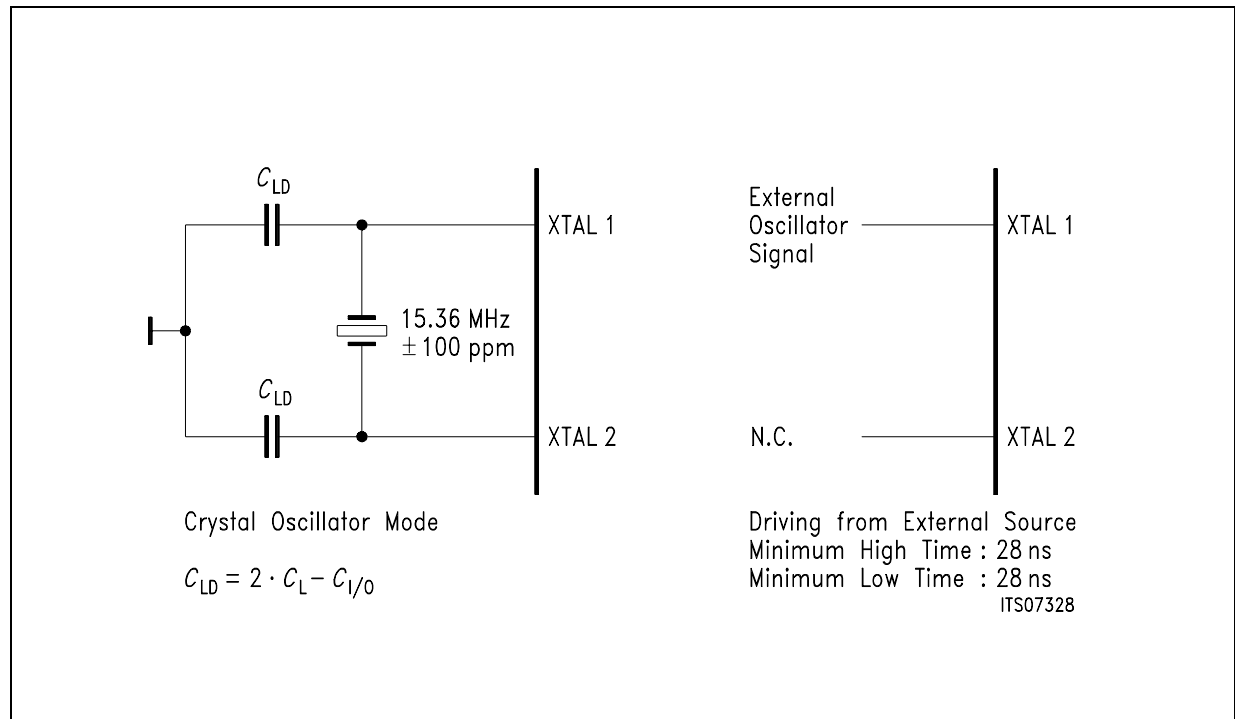 C_LD
XTAL 1
15.36 MHz
±100 ppm
C_LD
XTAL 2
Crystal Oscillator Mode
C_LD = 2 · C_L – C_I/O
External
Oscillator
Signal
XTAL 1
N.C.
XTAL 2
Driving from External Source
Minimum High Time : 28 ns
Minimum Low Time : 28 ns
ITS07328